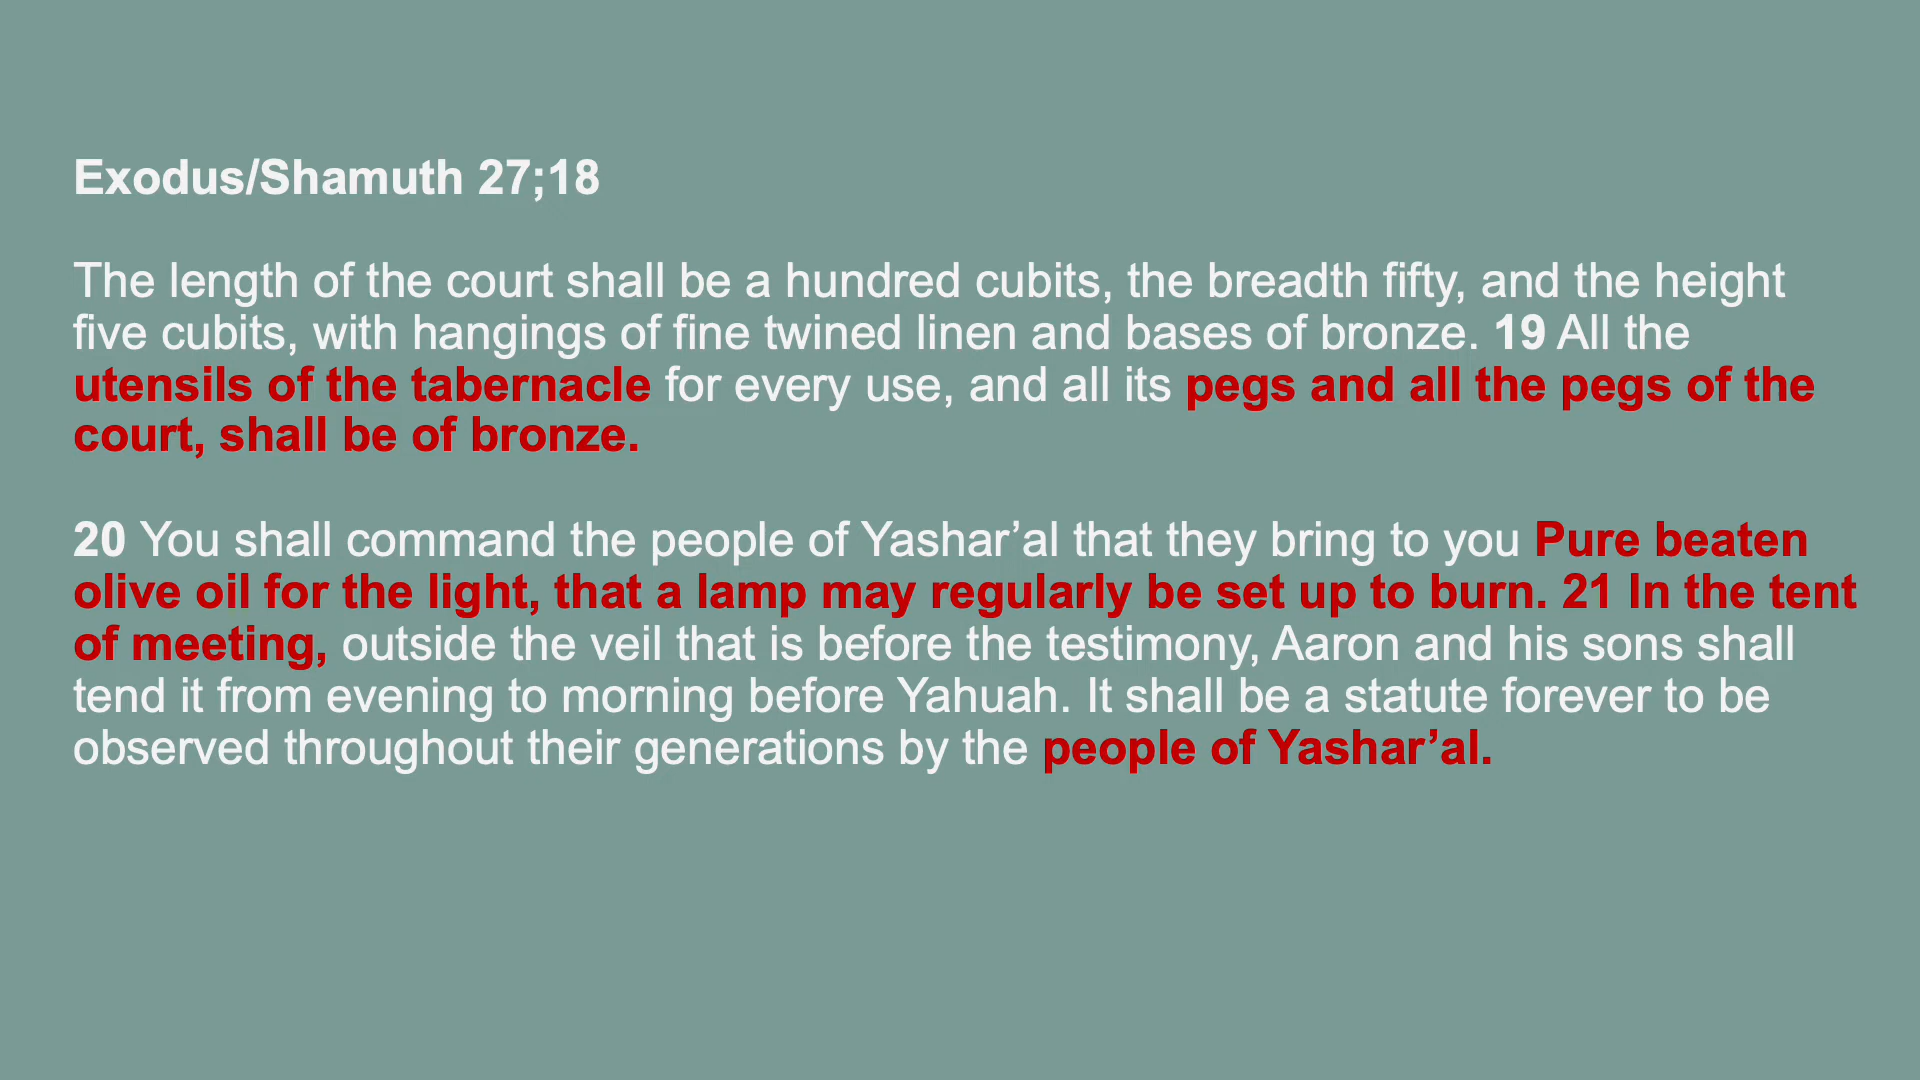 Exodus/Shamuth 27;18
The length of the court shall be a hundred cubits, the breadth fifty, and the height
five cubits, with hangings of fine twined linen and bases of bronze. 19 All the
utensils of the tabernacle for every use, and all its pegs and all the pegs of the
court, shall be of bronze.
20 You shall command the people of Yashar’al that they bring to you Pure beaten
olive oil for the light, that a lamp may regularly be set up to burn. 21 In the tent
of meeting, outside the veil that is before the testimony, Aaron and his sons shall
tend it from evening to morning before Yahuah. It shall be a statute forever to be
observed throughout their generations by the people of Yashar’al.